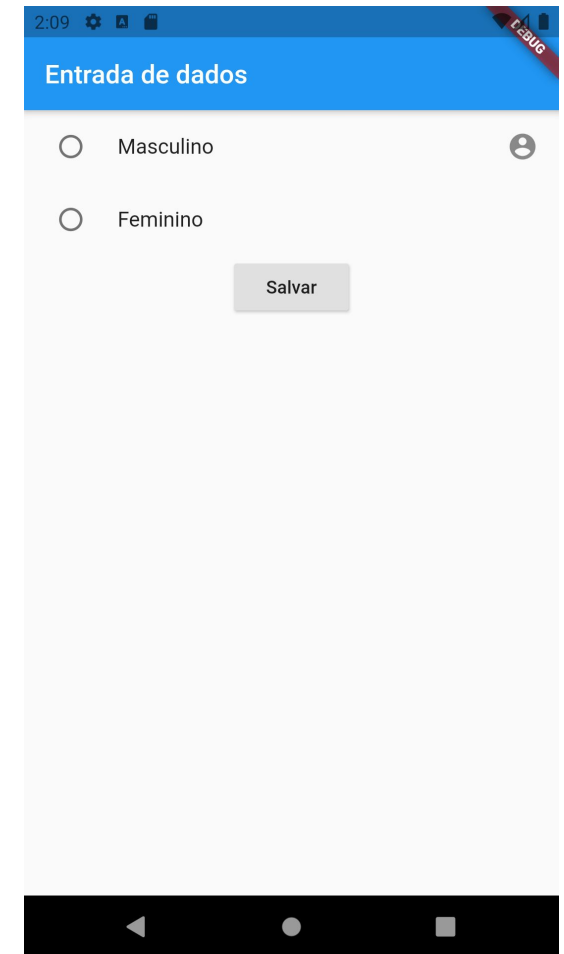 2:09
DEBUG
Entrada de dados
Masculino
Feminino
Salvar